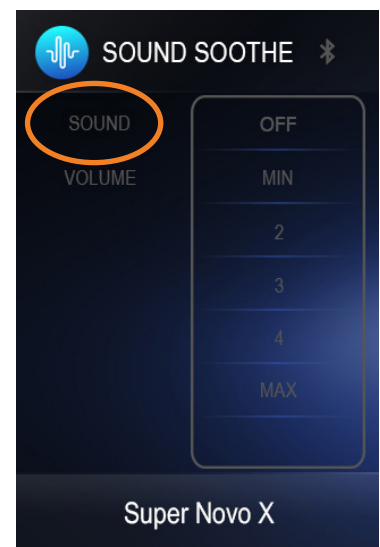 SOUND SOOTHE
SOUND
OFF
VOLUME
MIN
2
3
4
MAX
Super Novo X